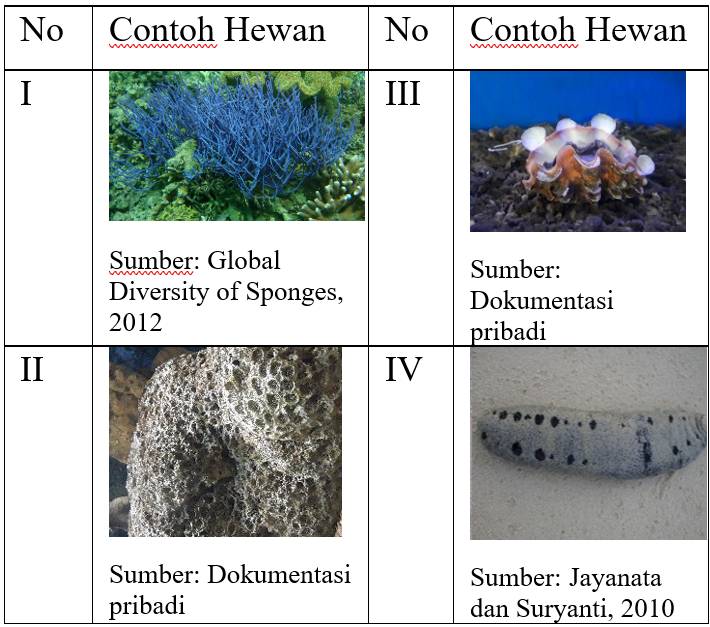 No
Contoh Hewan
No
Contoh Hewan
I
Sumber: Global
Diversity of Sponges,
2012
III
Sumber:
Dokumentasi
pribadi
II
Sumber: Dokumentasi
pribadi
IV
Sumber: Jayanata
dan Suryanti, 2010